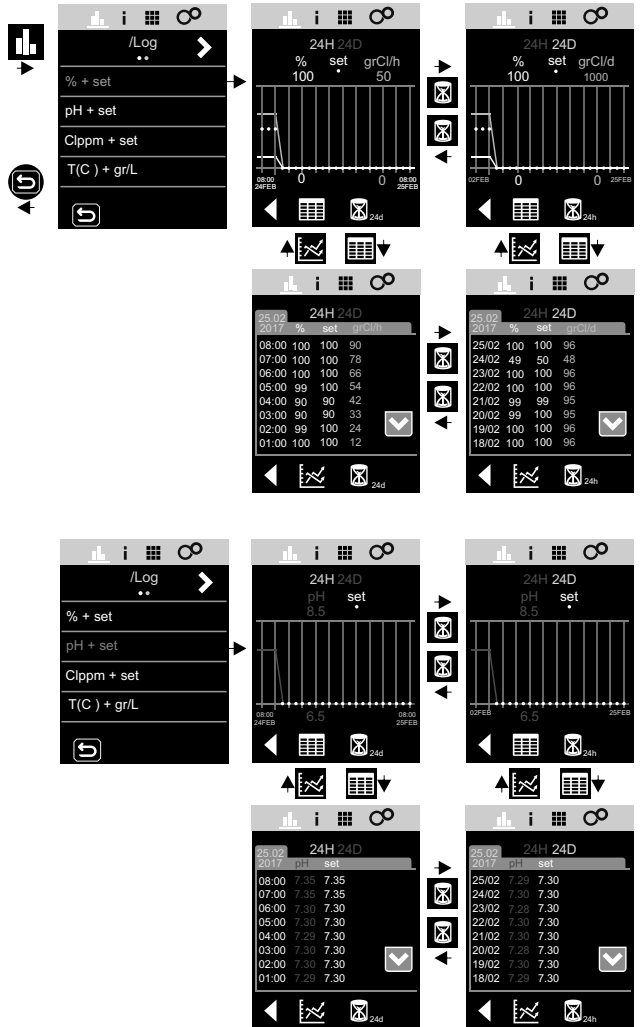 i
/Log
% + set
pH + set
Clppm + set
T(C ) + gr/L
i
24H 24D
% set grCl/h
100 50
0 0
08:00 08:00
24FEB 25FEB
24d
i
24H 24D
% set grCl/d
100 1000
02FEB 0 0 25FEB
24h
i
25.02 24H 24D
2017 % set grCl/h
08:00 100 100 90
07:00 100 100 78
06:00 100 100 66
05:00 99 100 54
04:00 90 90 42
03:00 90 90 33
02:00 99 100 24
01:00 100 100 12
24d
i
25.02 24H 24D
2017 % set grCl/d
25/02 100 100 96
24/02 49 50 48
23/02 100 100 96
22/02 100 100 96
21/02 99 99 95
20/02 99 100 95
19/02 100 100 96
18/02 100 100 96
24h
i
/Log
% + set
pH + set
Clppm + set
T(C ) + gr/L
i
24H 24D
pH set
8.5
08:00 6.5 08:00
24FEB 25FEB
24d
i
24H 24D
pH set
8.5
02FEB 6.5 25FEB
24h
i
25.02 24H 24D
2017 pH set
08:00 7.35 7.35
07:00 7.35 7.35
06:00 7.30 7.30
05:00 7.30 7.30
04:00 7.29 7.30
03:00 7.30 7.30
02:00 7.30 7.30
01:00 7.29 7.30
24d
i
25.02 24H 24D
2017 pH set
25/02 7.29 7.30
24/02 7.30 7.30
23/02 7.28 7.30
22/02 7.30 7.30
21/02 7.30 7.30
20/02 7.28 7.30
19/02 7.30 7.30
18/02 7.29 7.30
24h